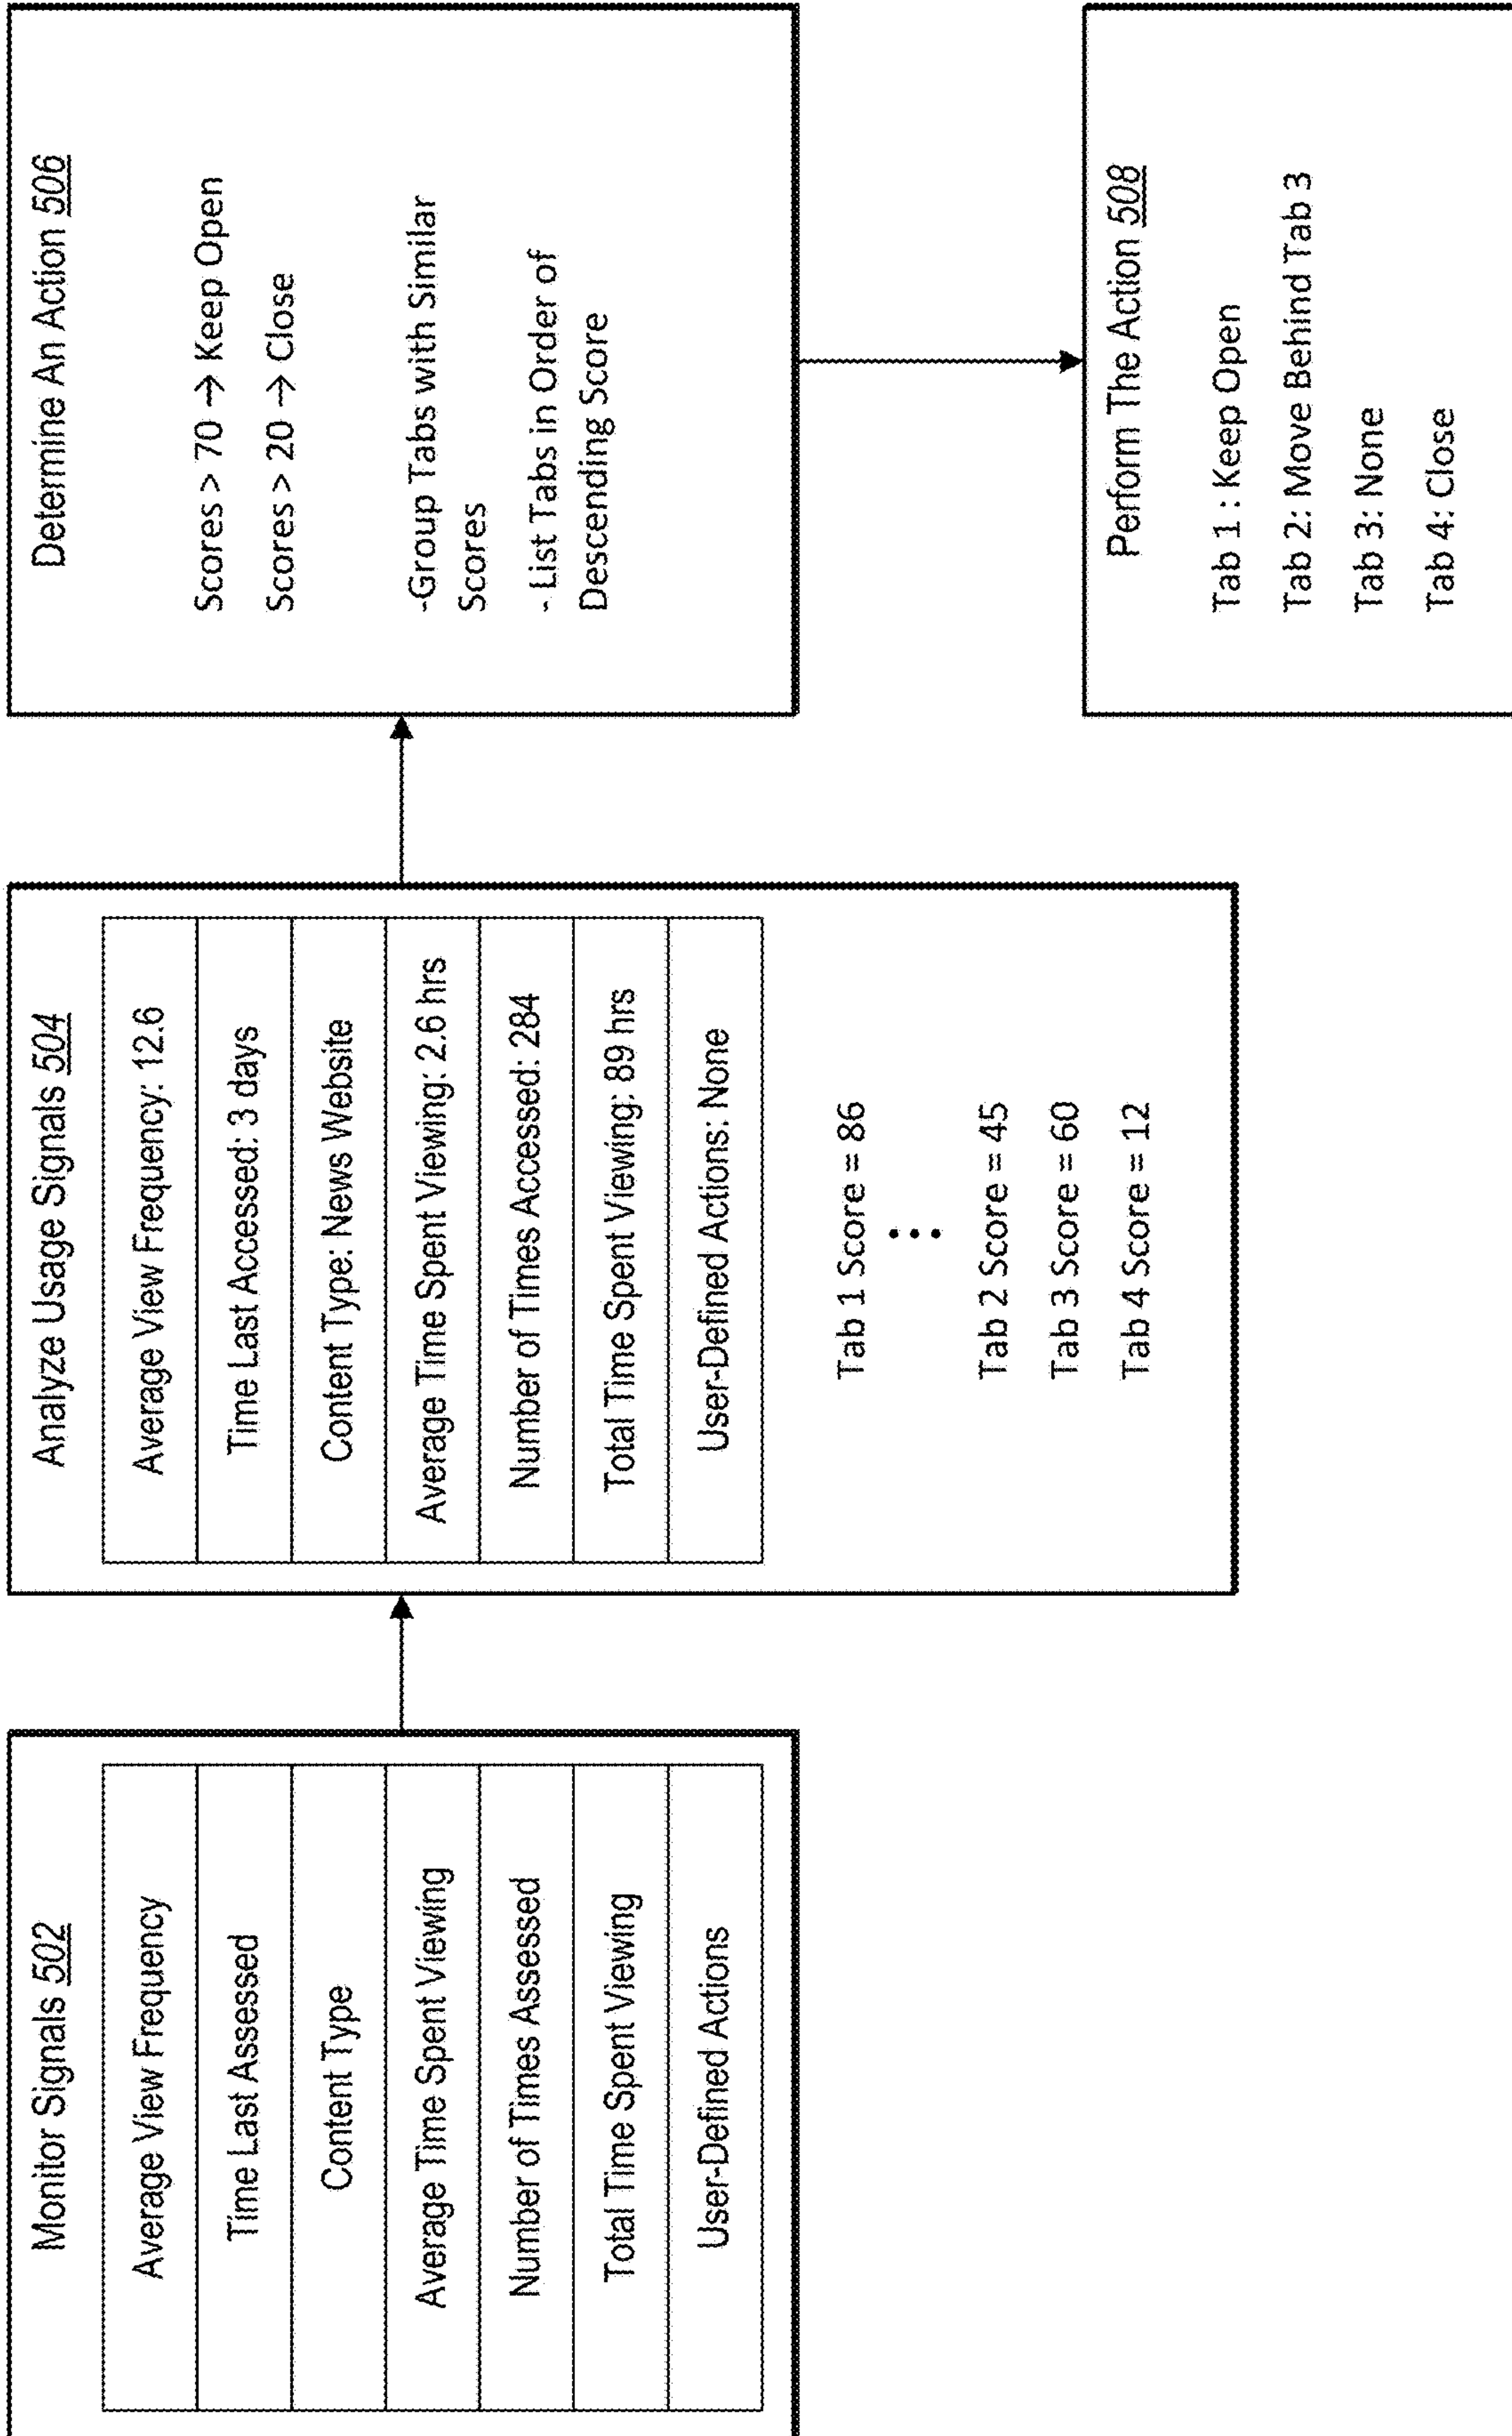 Monitor Signals 502
Average View Frequency
Time Last Assessed
Content Type
Average Time Spent Viewing
Number of Times Assessed
Total Time Spent Viewing
User-Defined Actions
Analyze Usage Signals 504
Average View Frequency: 12.6
Time Last Accessed: 3 days
Content Type: News Website
Average Time Spent Viewing: 2.6 hrs
Number of Times Accessed: 284
Total Time Spent Viewing: 89 hrs
User-Defined Actions: None
Tab 1 Score = 86
Tab 2 Score = 45
Tab 3 Score = 60
Tab 4 Score = 12
Determine An Action 506
Scores > 70 → Keep Open
Scores > 20 → Close
-Group Tabs with Similar
Scores
- List Tabs in Order of
Descending Score
Perform The Action 508
Tab 1 : Keep Open
Tab 2: Move Behind Tab 3
Tab 3: None
Tab 4: Close